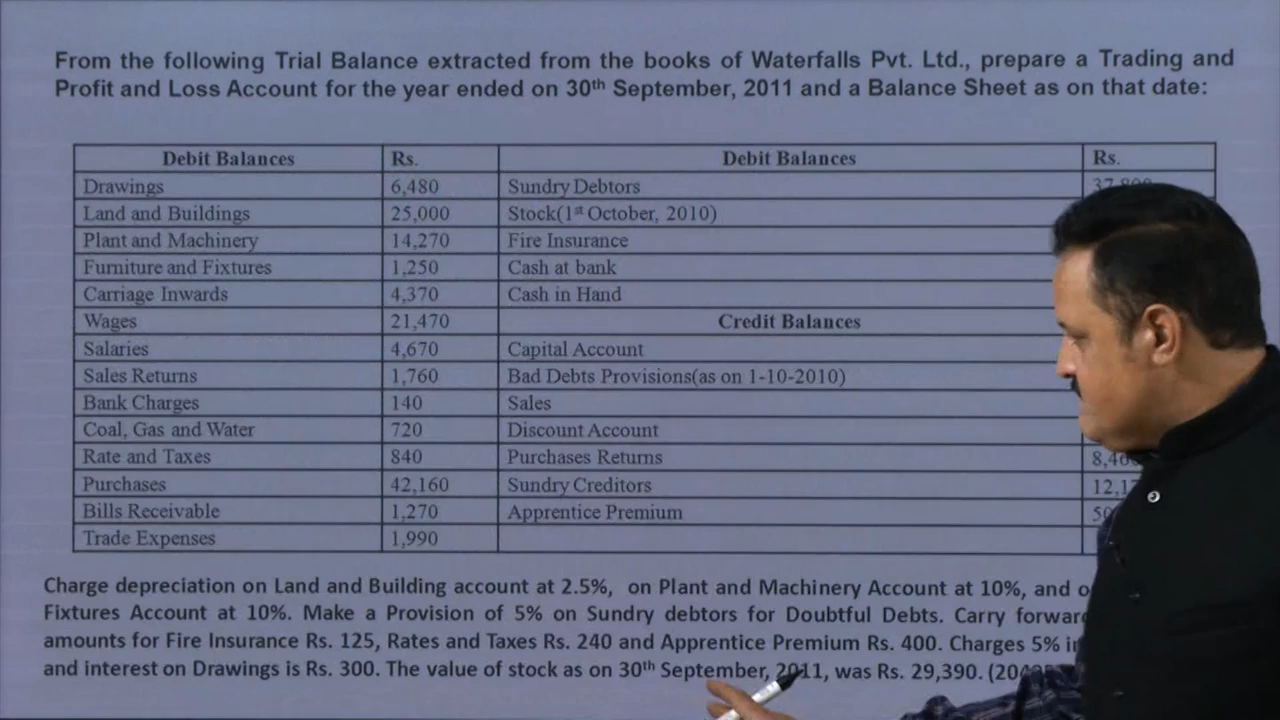 From the following Trial Balance extracted from the books of Waterfalls Pvt. Ltd., prepare a Trading and
Profit and Loss Account for the year ended on 30th September, 2011 and a Balance Sheet as on that date:
Debit Balances Rs. Debit Balances Rs.
Drawings 6,480 Sundry Debtors
Land and Buildings 25,000 Stock(1st October, 2010)
Plant and Machinery 14,270 Fire Insurance
Furniture and Fixtures 1,250 Cash at bank
Carriage Inwards 4,370 Cash in Hand
Wages 21,470 Credit Balances
Salaries 4,670 Capital Account
Sales Returns 1,760 Bad Debts Provisions(as on 1-10-2010)
Bank Charges 140 Sales
Coal, Gas and Water 720 Discount Account
Rate and Taxes 840 Purchases Returns
Purchases 42,160 Sundry Creditors
Bills Receivable 1,270 Apprentice Premium
Trade Expenses 1,990
Charge depreciation on Land and Building account at 2.5%, on Plant and Machinery Account at 10%, and
Fixtures Account at 10%. Make a Provision of 5% on Sundry debtors for Doubtful Debts. Carry
amounts for Fire Insurance Rs. 125, Rates and Taxes Rs. 240 and Apprentice Premium Rs. 400. Charges 5%
and interest on Drawings is Rs. 300. The value of stock as on 30th September, 2011, was Rs. 29,390.